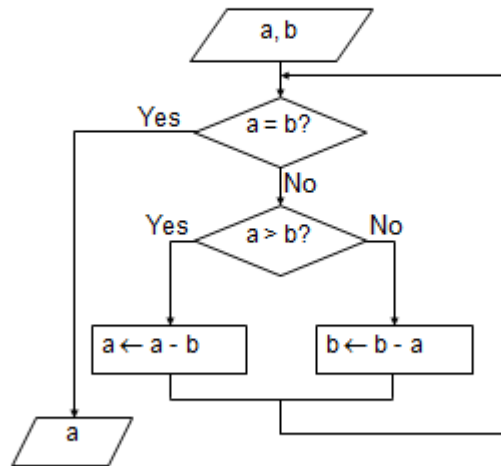 a, b
Yes
a = b?
No
Yes
a > b?
No
a ← a - b
b ← b - a
a